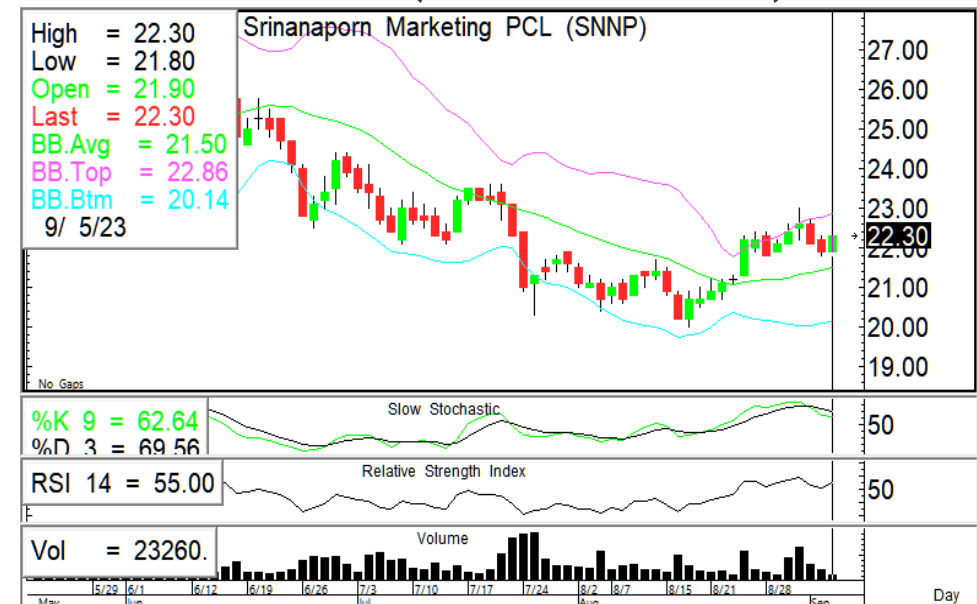 Srinanaporn Marketing PCL (SNNP)
High = 22.30
Low = 21.80
Open = 21.90
Last = 22.30
BB.Avg = 21.50
BB.Top = 22.86
BB.Btm = 20.14
9/ 5/23
27.00
26.00
25.00
24.00
23.00
22.30
22.00
21.00
20.00
19.00
No Gaps
Slow Stochastic
%K 9 = 62.64
%D 3 = 69.56
50
Relative Strength Index
RSI 14 = 55.00
50
Volume
Vol = 23260.
5/29 6/1 6/12 6/19 6/26 7/3 7/10 7/17 7/24 8/2 8/7 8/15 8/21 8/28
May Jun Jul Aug Sep
Day